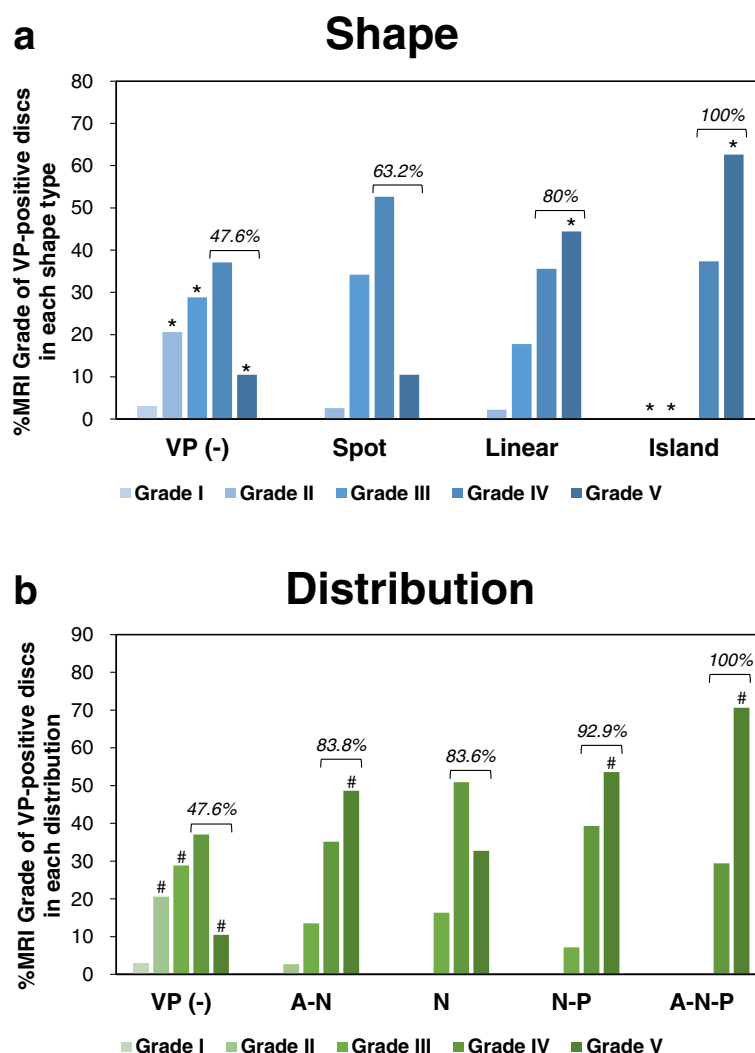 a
Shape
%MRI Grade of VP-positive discs
in each shape type
80
70
60
50
40
30
20
10
0
47.6%
63.2%
80%
100%
* * *
*
*
* *
VP (-) Spot Linear Island
Grade I Grade II Grade III Grade IV Grade V
b
Distribution
%MRI Grade of VP-positive discs
in each distribution
90
80
70
60
50
40
30
20
10
0
47.6%
83.8%
83.6%
92.9%
100%
# # #
#
#
#
VP (-) A-N N N-P A-N-P
Grade I Grade II Grade III Grade IV Grade V